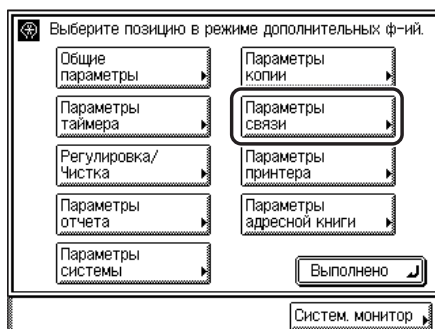 Выберите позицию в режиме дополнительных ф-ий.
Общие
параметры
Параметры
копии
Параметры
таймера
Параметры
связи
Регулировка/
Чистка
Параметры
принтера
Параметры
отчета
Параметры
адресной книги
Параметры
системы
Выполнено
Систем. монитор